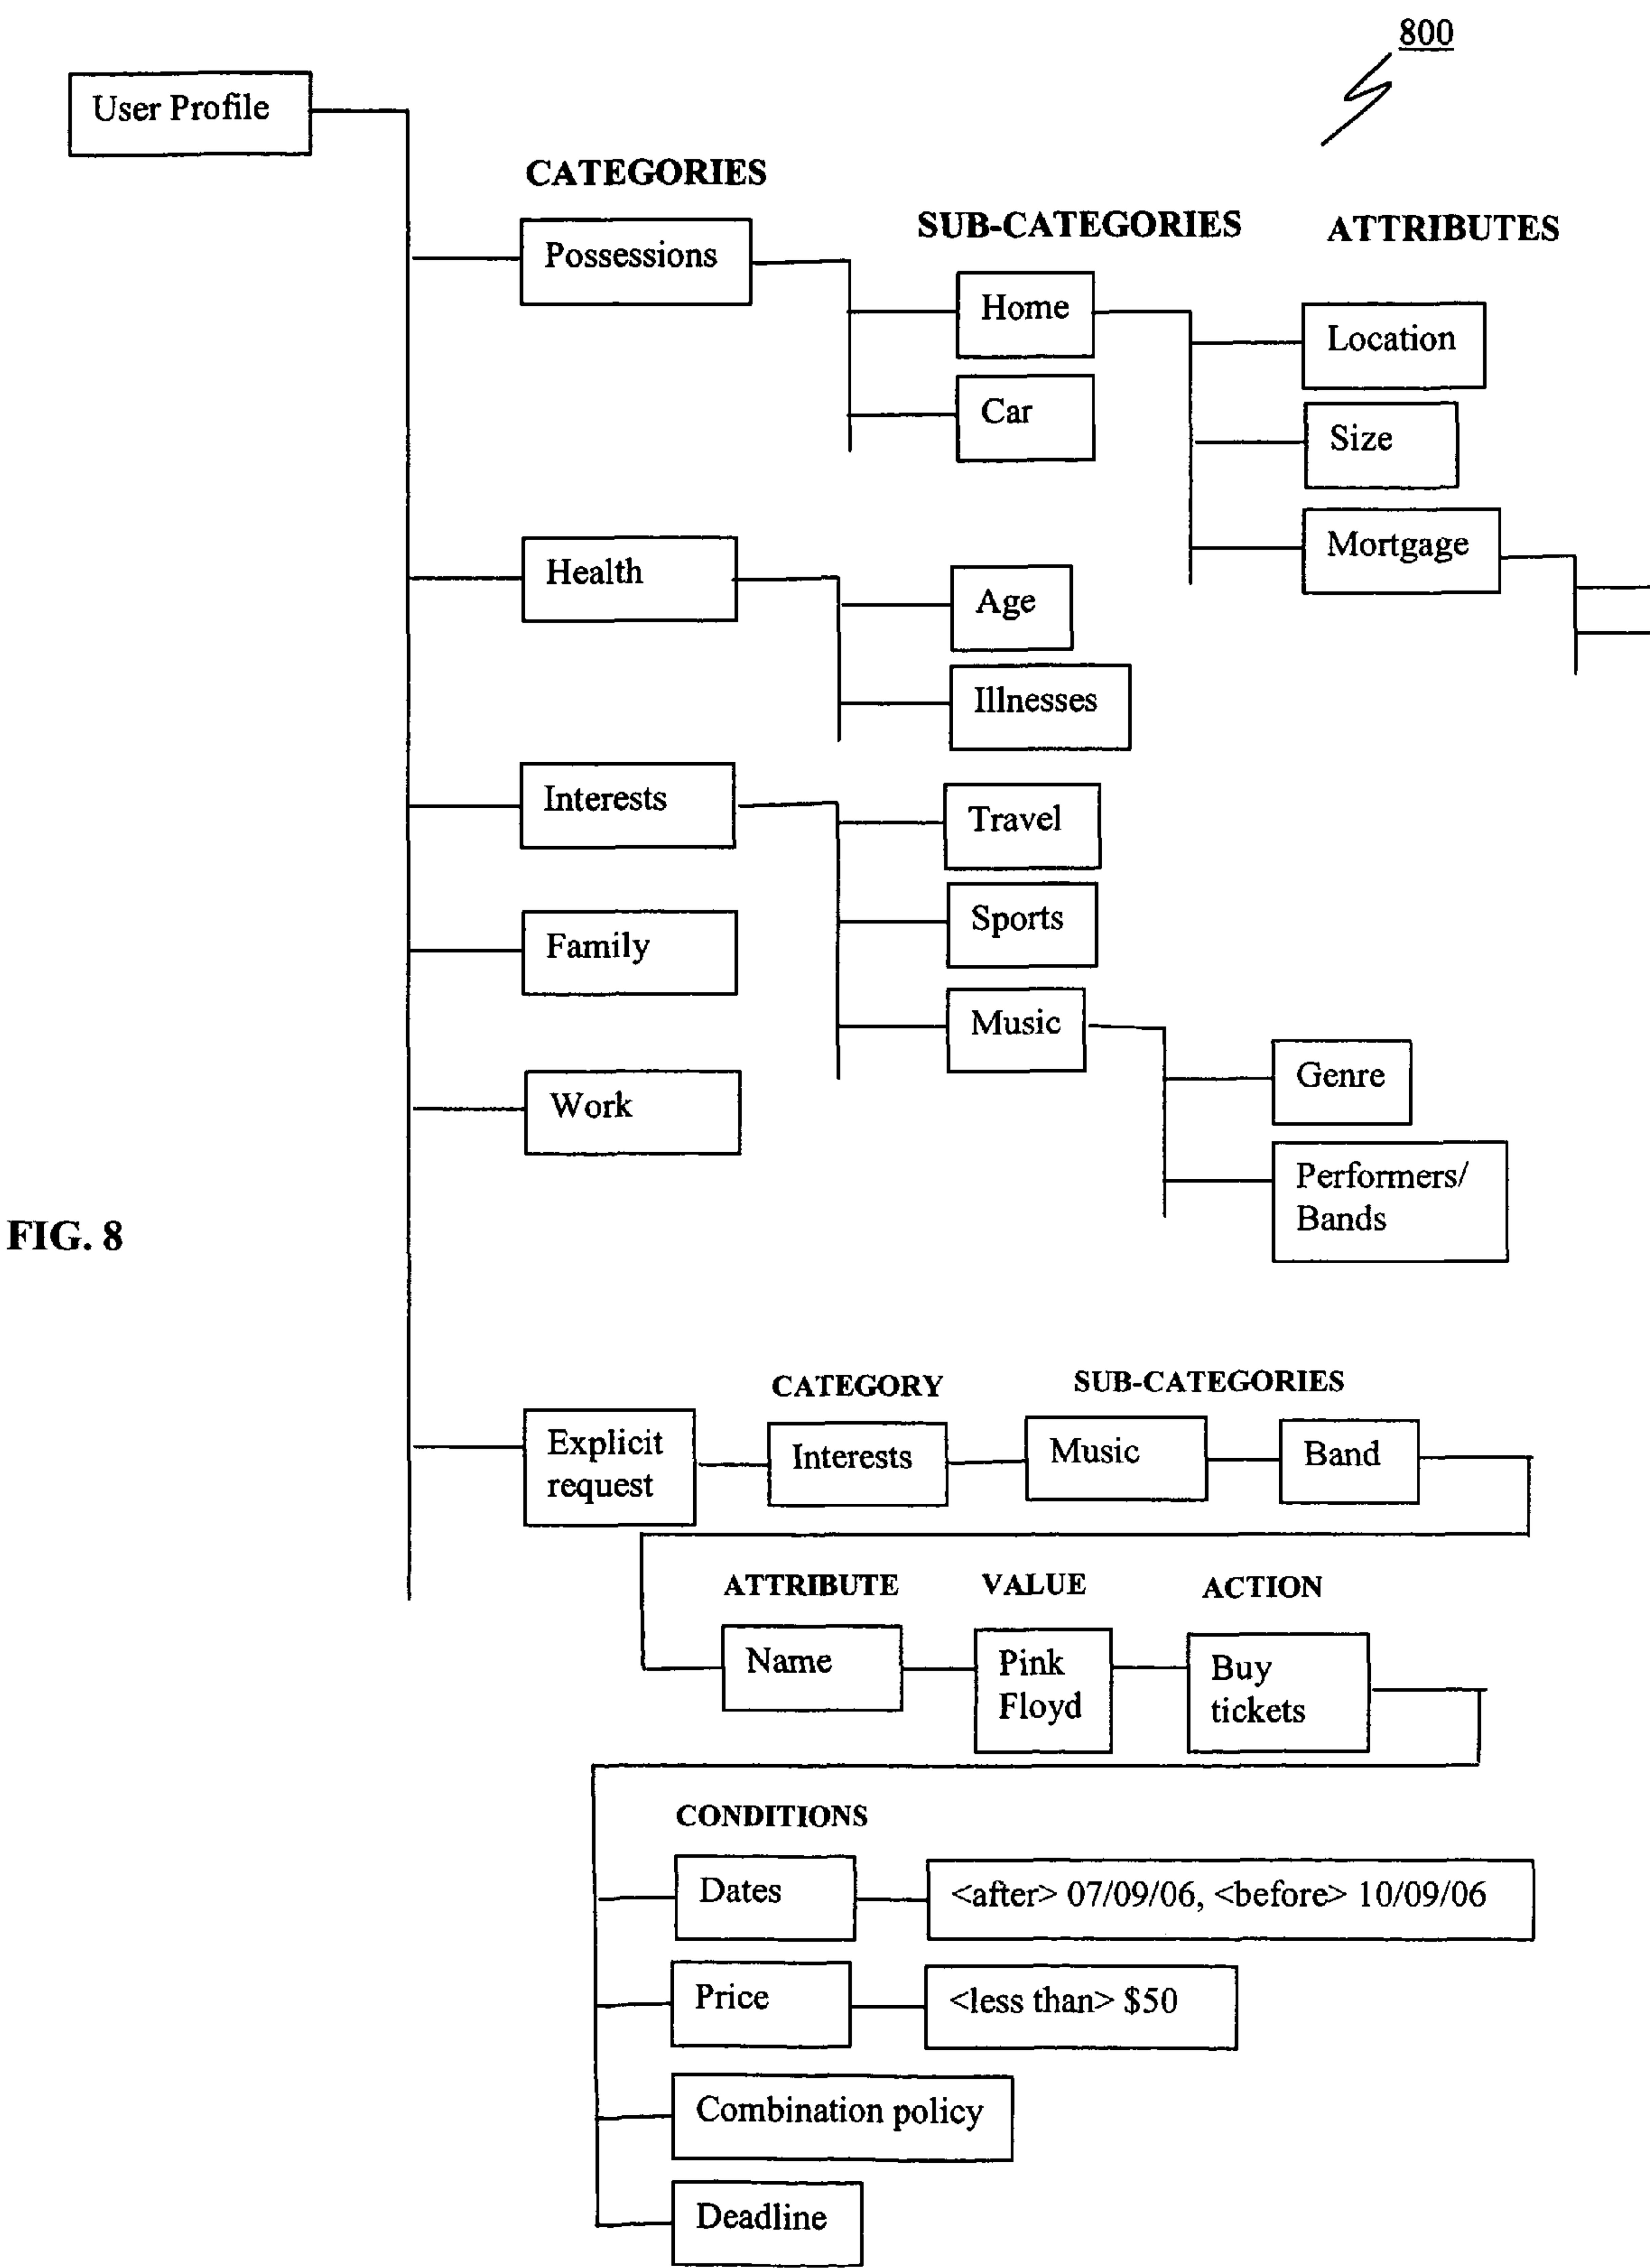 800
User Profile
CATEGORIES
SUB-CATEGORIES
ATTRIBUTES
Possessions
Home
Location
Car
Size
Mortgage
Health
Age
Illnesses
Interests
Travel
Sports
Family
Music
Genre
Work
Performers/
Bands
FIG. 8
CATEGORY
SUB-CATEGORIES
Explicit
request
Interests
Music
Band
ATTRIBUTE
VALUE
ACTION
Name
Pink
Floyd
Buy
tickets
CONDITIONS
Dates
<after> 07/09/06, <before> 10/09/06
Price
<less than> $50
Combination policy
Deadline